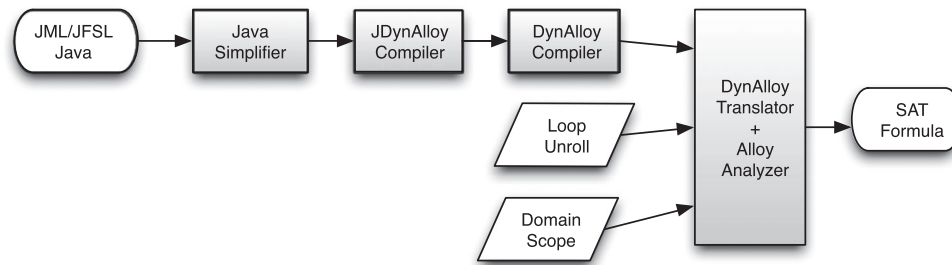 JML/JFSL
Java
Java
Simplifier
JDynAlloy
Compiler
DynAlloy
Compiler
Loop
Unroll
Domain
Scope
DynAlloy
Translator
+
Alloy
Analyzer
SAT
Formula